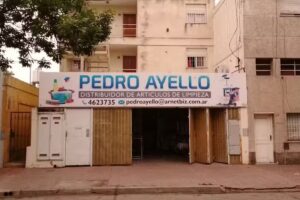 PEDRO AYELLO
DISTRIBUIDOR DE ARTICULOS DE LIMPIEZA
4623735 pedroayello@arnetbiz.com.ar